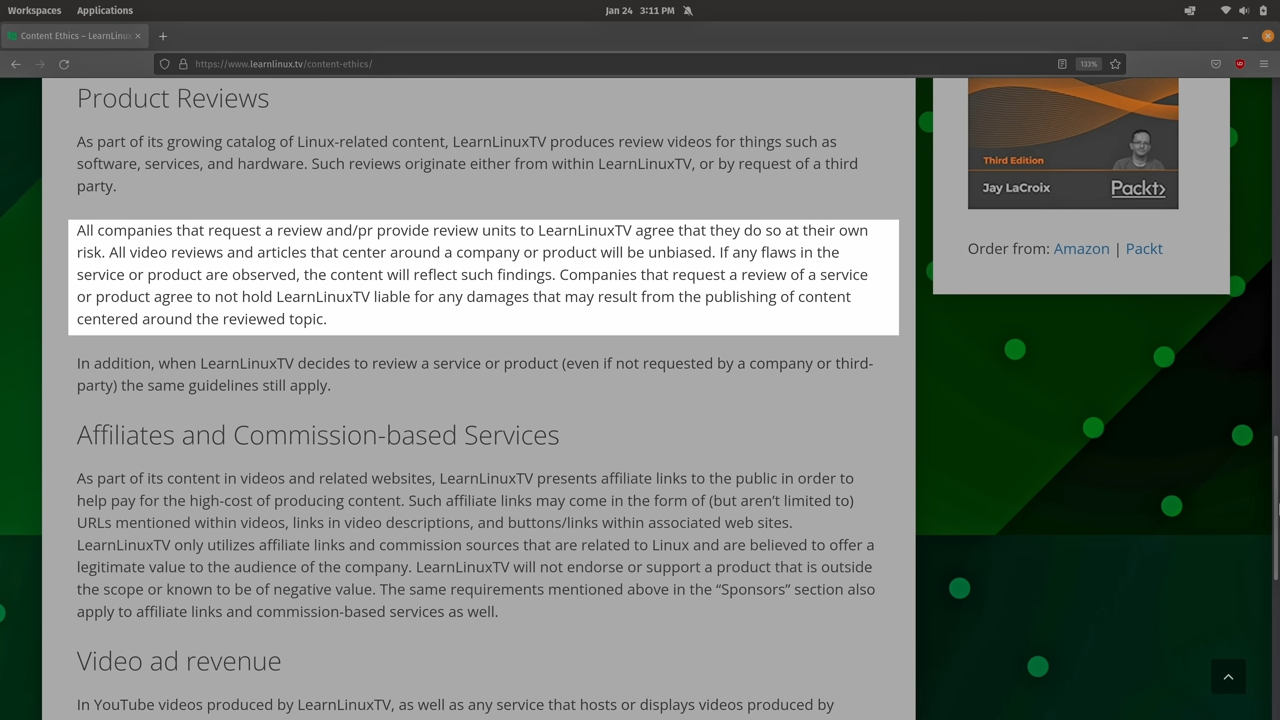 Workspaces Applications Jan 24 3:11 PM
Content Ethics – LearnLinux
https://www.learnlinux.tv/content-ethics/ 133%
Product Reviews
As part of its growing catalog of Linux-related content, LearnLinuxTV produces review videos for things such as
software, services, and hardware. Such reviews originate either from within LearnLinuxTV, or by request of a third
party.
All companies that request a review and/pr provide review units to LearnLinuxTV agree that they do so at their own
risk. All video reviews and articles that center around a company or product will be unbiased. If any flaws in the
service or product are observed, the content will reflect such findings. Companies that request a review of a service
or product agree to not hold LearnLinuxTV liable for any damages that may result from the publishing of content
centered around the reviewed topic.
In addition, when LearnLinuxTV decides to review a service or product (even if not requested by a company or third-
party) the same guidelines still apply.
Affiliates and Commission-based Services
As part of its content in videos and related websites, LearnLinuxTV presents affiliate links to the public in order to
help pay for the high-cost of producing content. Such affiliate links may come in the form of (but aren’t limited to)
URLs mentioned within videos, links in video descriptions, and buttons/links within associated web sites.
LearnLinuxTV only utilizes affiliate links and commission sources that are related to Linux and are believed to offer a
legitimate value to the audience of the company. LearnLinuxTV will not endorse or support a product that is outside
the scope or known to be of negative value. The same requirements mentioned above in the “Sponsors” section also
apply to affiliate links and commission-based services as well.
Video ad revenue
In YouTube videos produced by LearnLinuxTV, as well as any service that hosts or displays videos produced by
Third Edition
Jay LaCroix Packt
Order from: Amazon | Packt